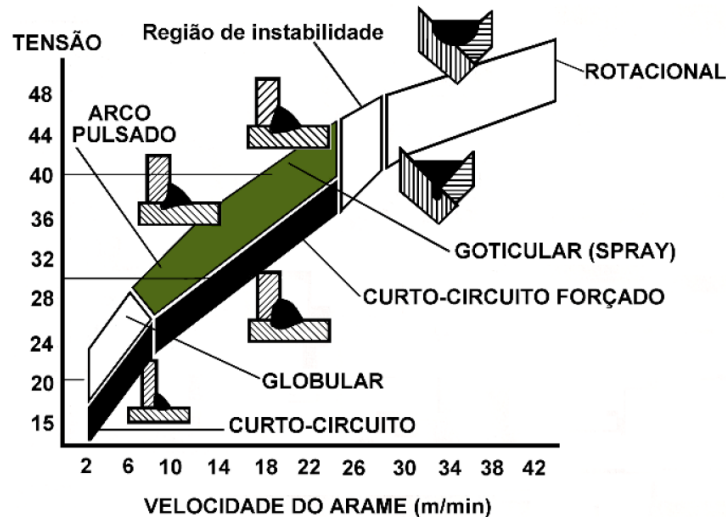 TENSÃO
Região de instabilidade
ROTACIONAL
48
ARCO
PULSADO
44
40
36
GOTICULAR (SPRAY)
32
CURTO-CIRCUITO FORÇADO
28
24
GLOBULAR
20
CURTO-CIRCUITO
15
2 6 10 14 18 22 26 30 34 38 42
VELOCIDADE DO ARAME (m/min)